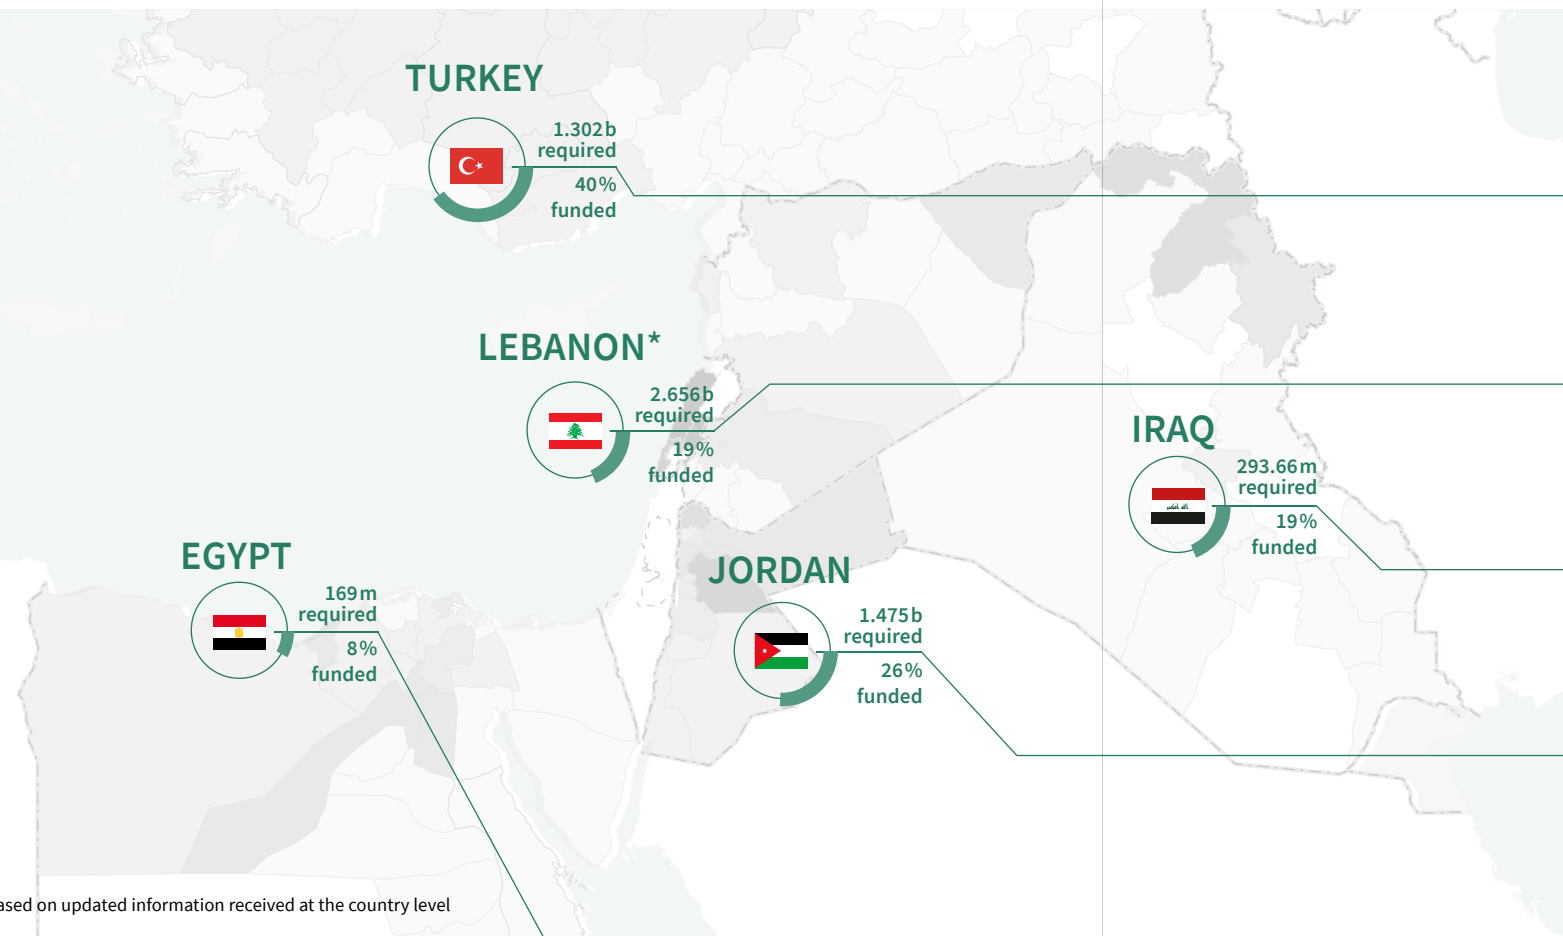 TURKEY
1.302b
required
40%
funded
LEBANON*
2.656b
required
19%
funded
IRAQ
293.66m
required
19%
funded
EGYPT
169m
required
8%
funded
JORDAN
1.475b
required
26%
funded
ased on updated information received at the country level